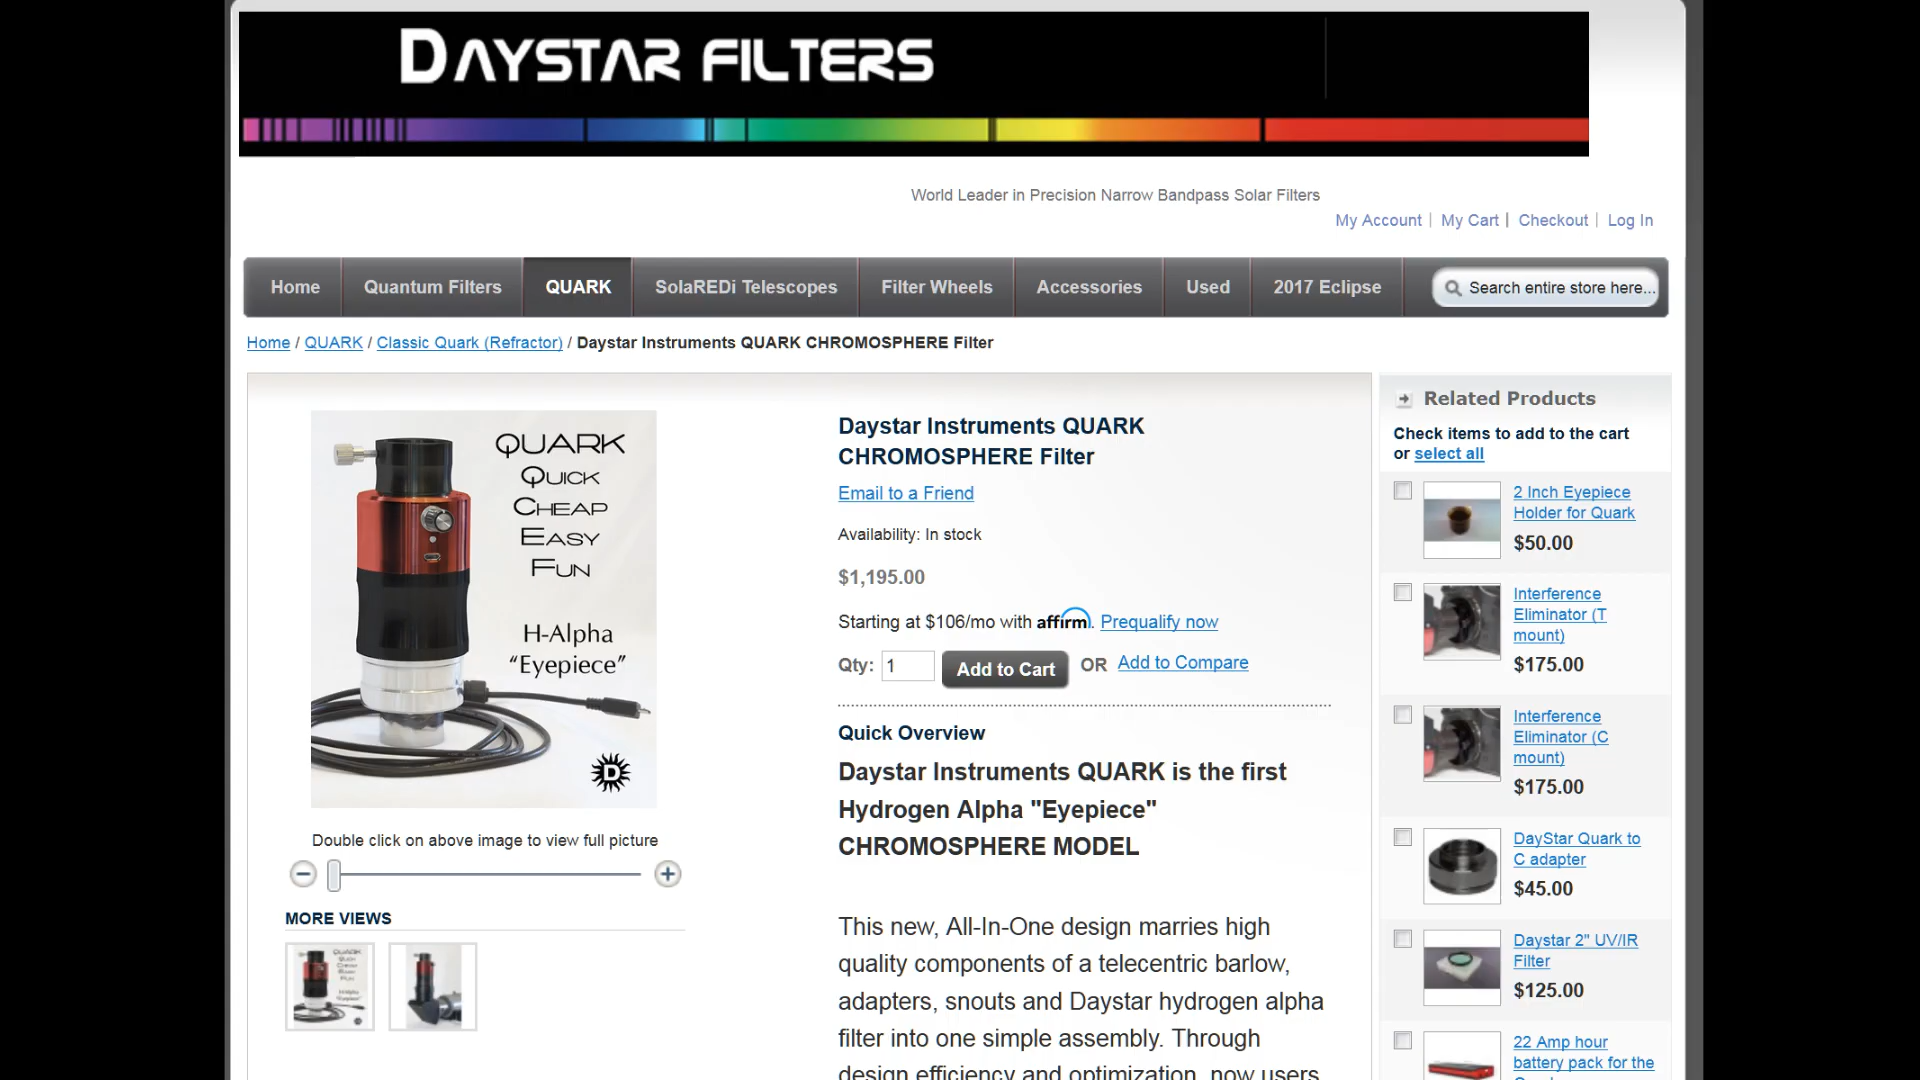 DAYSTAR FILTERS
World Leader in Precision Narrow Bandpass Solar Filters
My Account | My Cart | Checkout | Log In
Home Quantum Filters QUARK SolaREDi Telescopes Filter Wheels Accessories Used 2017 Eclipse Search entire store here...
Home / QUARK / Classic Quark (Refractor) / Daystar Instruments QUARK CHROMOSPHERE Filter
QUARK
QUICK
CHEAP
EASY
FUN
H-Alpha
“Eyepiece”
D
Double click on above image to view full picture
MORE VIEWS
Daystar Instruments QUARK
CHROMOSPHERE Filter
Email to a Friend
Availability: In stock
$1,195.00
Starting at $106/mo with affirm. Prequalify now
Qty: 1 Add to Cart OR Add to Compare
Quick Overview
Daystar Instruments QUARK is the first
Hydrogen Alpha "Eyepiece"
CHROMOSPHERE MODEL
This new, All-In-One design marries high
quality components of a telecentric barlow,
adapters, snouts and Daystar hydrogen alpha
filter into one simple assembly. Through
design efficiency and optimization, now users
Related Products
Check items to add to the cart
or select all
2 Inch Eyepiece
Holder for Quark
$50.00
Interference
Eliminator (T
mount)
$175.00
Interference
Eliminator (C
mount)
$175.00
DayStar Quark to
C adapter
$45.00
Daystar 2" UV/IR
Filter
$125.00
22 Amp hour
battery pack for the